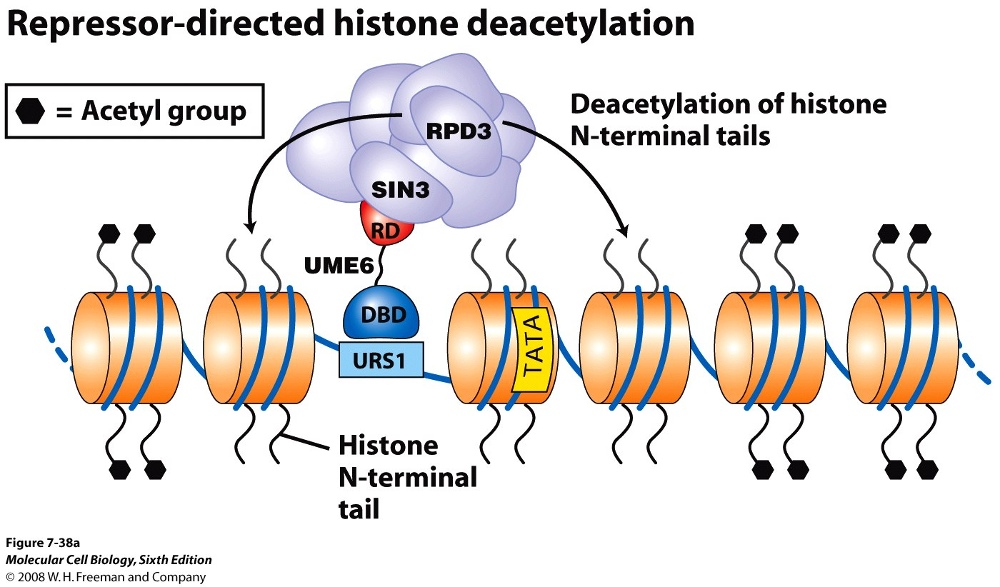 Repressor-directed histone deacetylation
= Acetyl group
Deacetylation of histone
N-terminal tails
RPD3
SIN3
RD
UME6
DBD
URS1
TATA
Histone
N-terminal
tail
Figure 7-38a
Molecular Cell Biology, Sixth Edition
© 2008 W. H. Freeman and Company